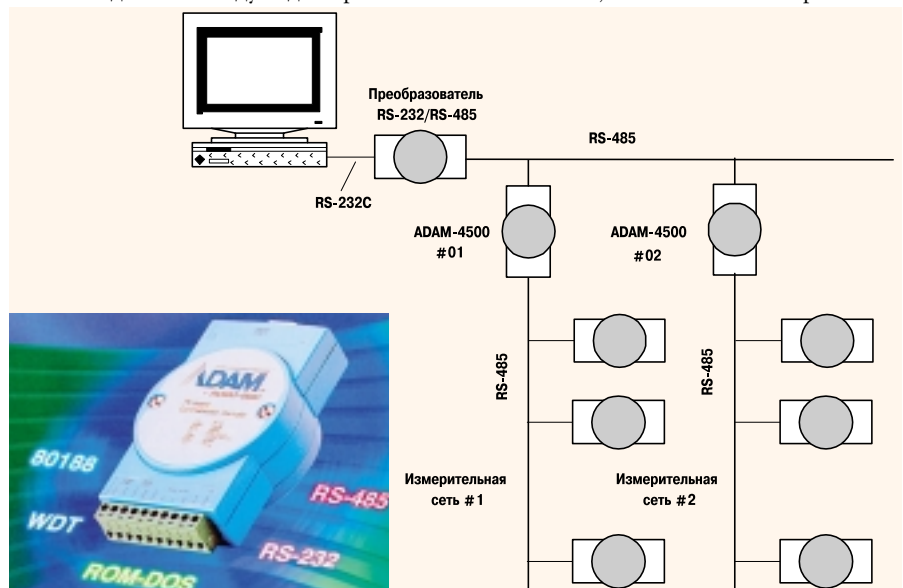 Преобразователь
RS-232/RS-485
RS-485
RS-232C
ADAM-4500
#01
ADAM-4500
#02
RS-485
RS-485
Измерительная
сеть #1
Измерительная
сеть #2
ADAM
80188
WDT
RS-485
RS-232
ROM-DOS